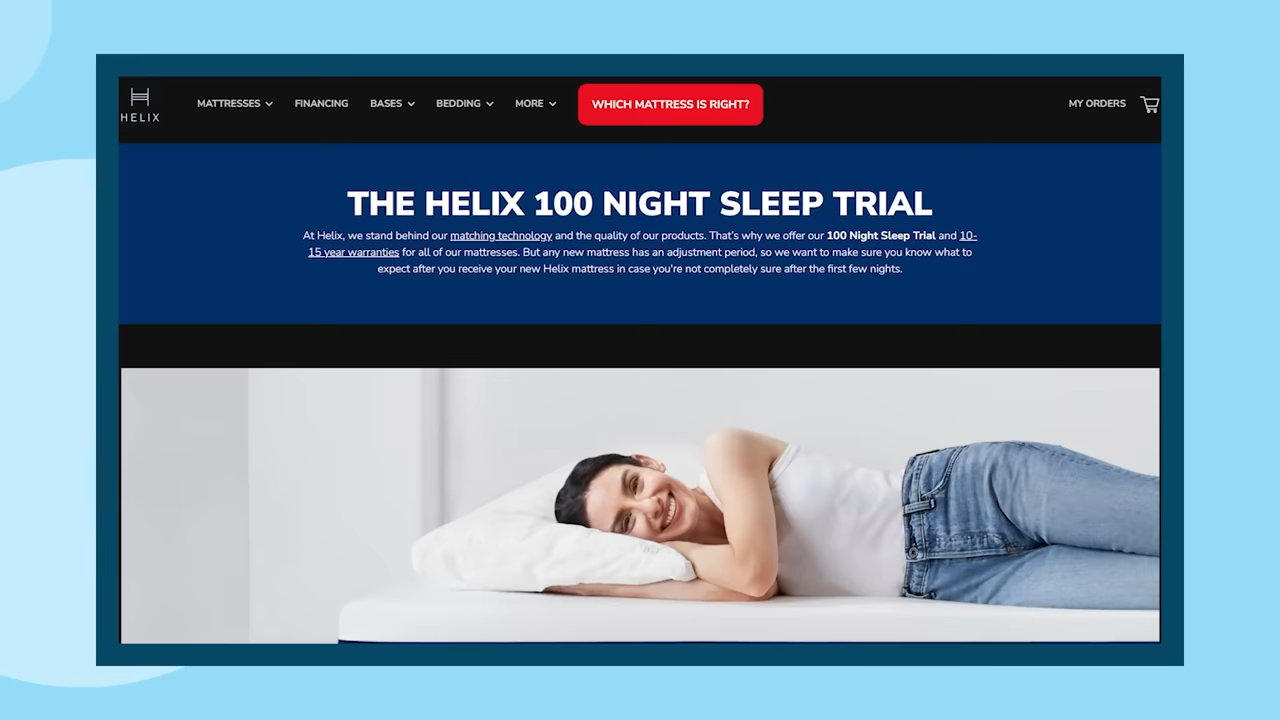 HELIX
MATTRESSES
FINANCING
BASES
BEDDING
MORE
WHICH MATTRESS IS RIGHT?
MY ORDERS
THE HELIX 100 NIGHT SLEEP TRIAL
At Helix, we stand behind our matching technology and the quality of our products. That's why we offer our 100 Night Sleep Trial and 10-
15 year warranties for all of our mattresses. But any new mattress has an adjustment period, so we want to make sure you know what to
expect after you receive your new Helix mattress in case you're not completely sure after the first few nights.